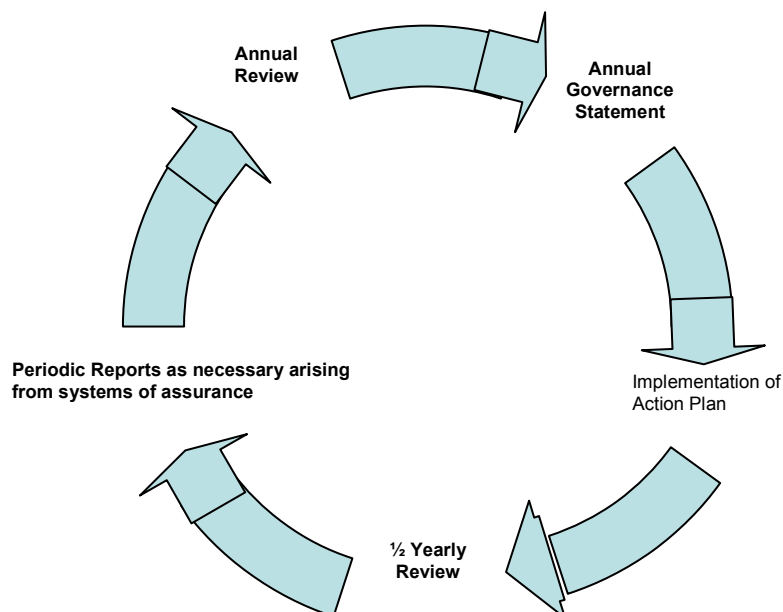 Annual
Review
Annual
Governance
Statement
Implementation of
Action Plan
½ Yearly
Review
Periodic Reports as necessary arising
from systems of assurance